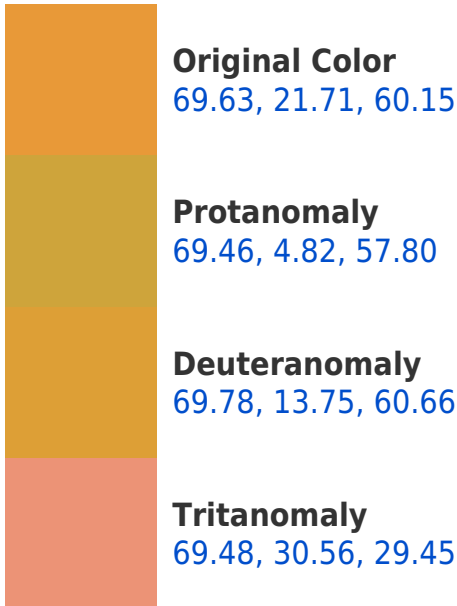 Original Color
69.63, 21.71, 60.15
Protanomaly
69.46, 4.82, 57.80
Deuteranomaly
69.78, 13.75, 60.66
Tritanomaly
69.48, 30.56, 29.45